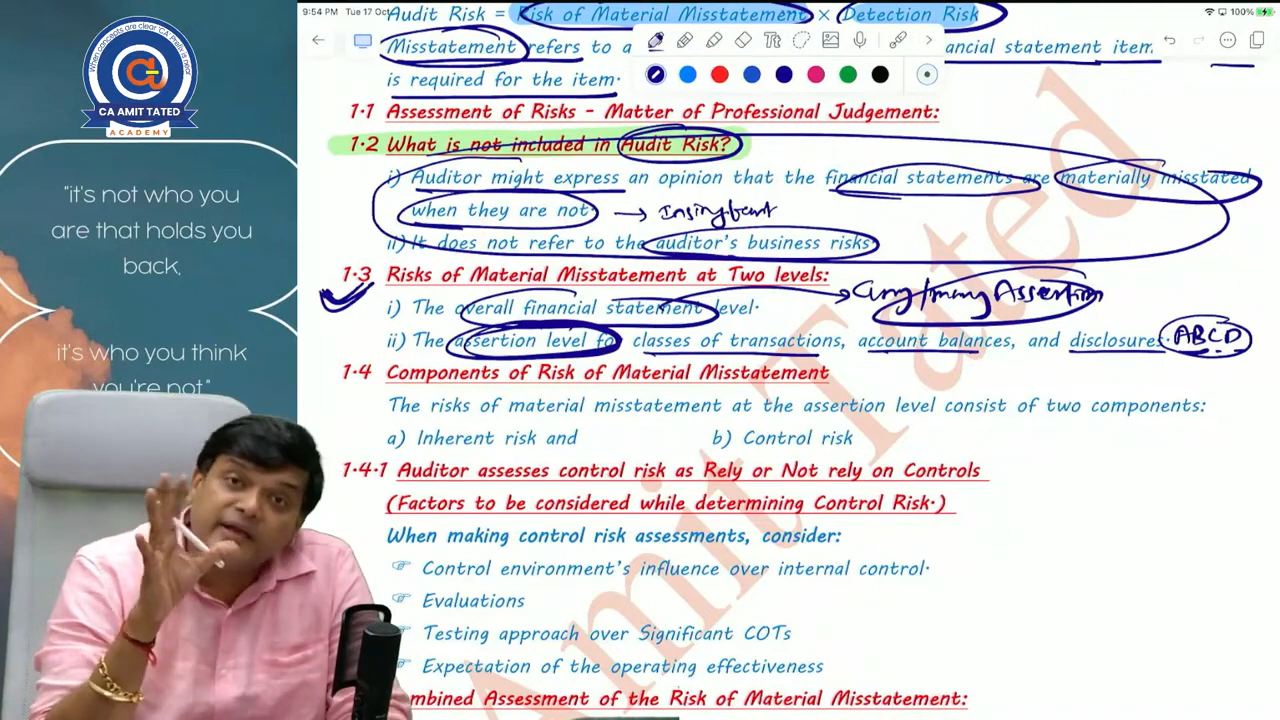 9:54 PM Tue 17 Oct
100%
When concepts are clear CA
CA AMIT TATED
ACADEMY
"it's not who you
are that holds you
back,
it's who you think
you're not"
Audit Risk = Risk of Material Misstatement × Detection Risk
Misstatement refers to a
ancial statement item
is required for the item.
Tt
1.1 Assessment of Risks - Matter of Professional Judgement:
1.2 What is not included in Audit Risk?
i) Auditor might express an opinion that the financial statements are materially misstated
when they are not →
ii) It does not refer to the auditor's business risks.
1.3 Risks of Material Misstatement at Two levels:
i) The overall financial statement level. → any/many Assertion
ii) The assertion level fo classes of transactions, account balances, and disclosures. ABCD
1.4 Components of Risk of Material Misstatement
The risks of material misstatement at the assertion level consist of two components:
a) Inherent risk and b) Control risk
1.4.1 Auditor assesses control risk as Rely or Not rely on Controls
(Factors to be considered while determining Control Risk.)
When making control risk assessments, consider:
Control environment's influence over internal control.
Evaluations
Testing approach over Significant COTs
Expectation of the operating effectiveness
mbined Assessment of the Risk of Material Misstatement:
Amit Tated